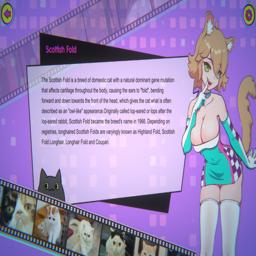 Scottish Fold
The Scottish Fold is a breed of domestic cat with a natural dominant gene mutation
that affects cartilage throughout the body, causing the ears to "fold", bending
forward and down towards the front of the head, which gives the cat what is often
described as an "owl-like" appearance. Originally called lop-eared or lops after the
lop-eared rabbit, Scottish Fold became the breed's name in 1966. Depending on
registries, longhaired Scottish Folds are varyingly known as Highland Fold, Scottish
Fold Longhair, Longhair Fold and Coupari.